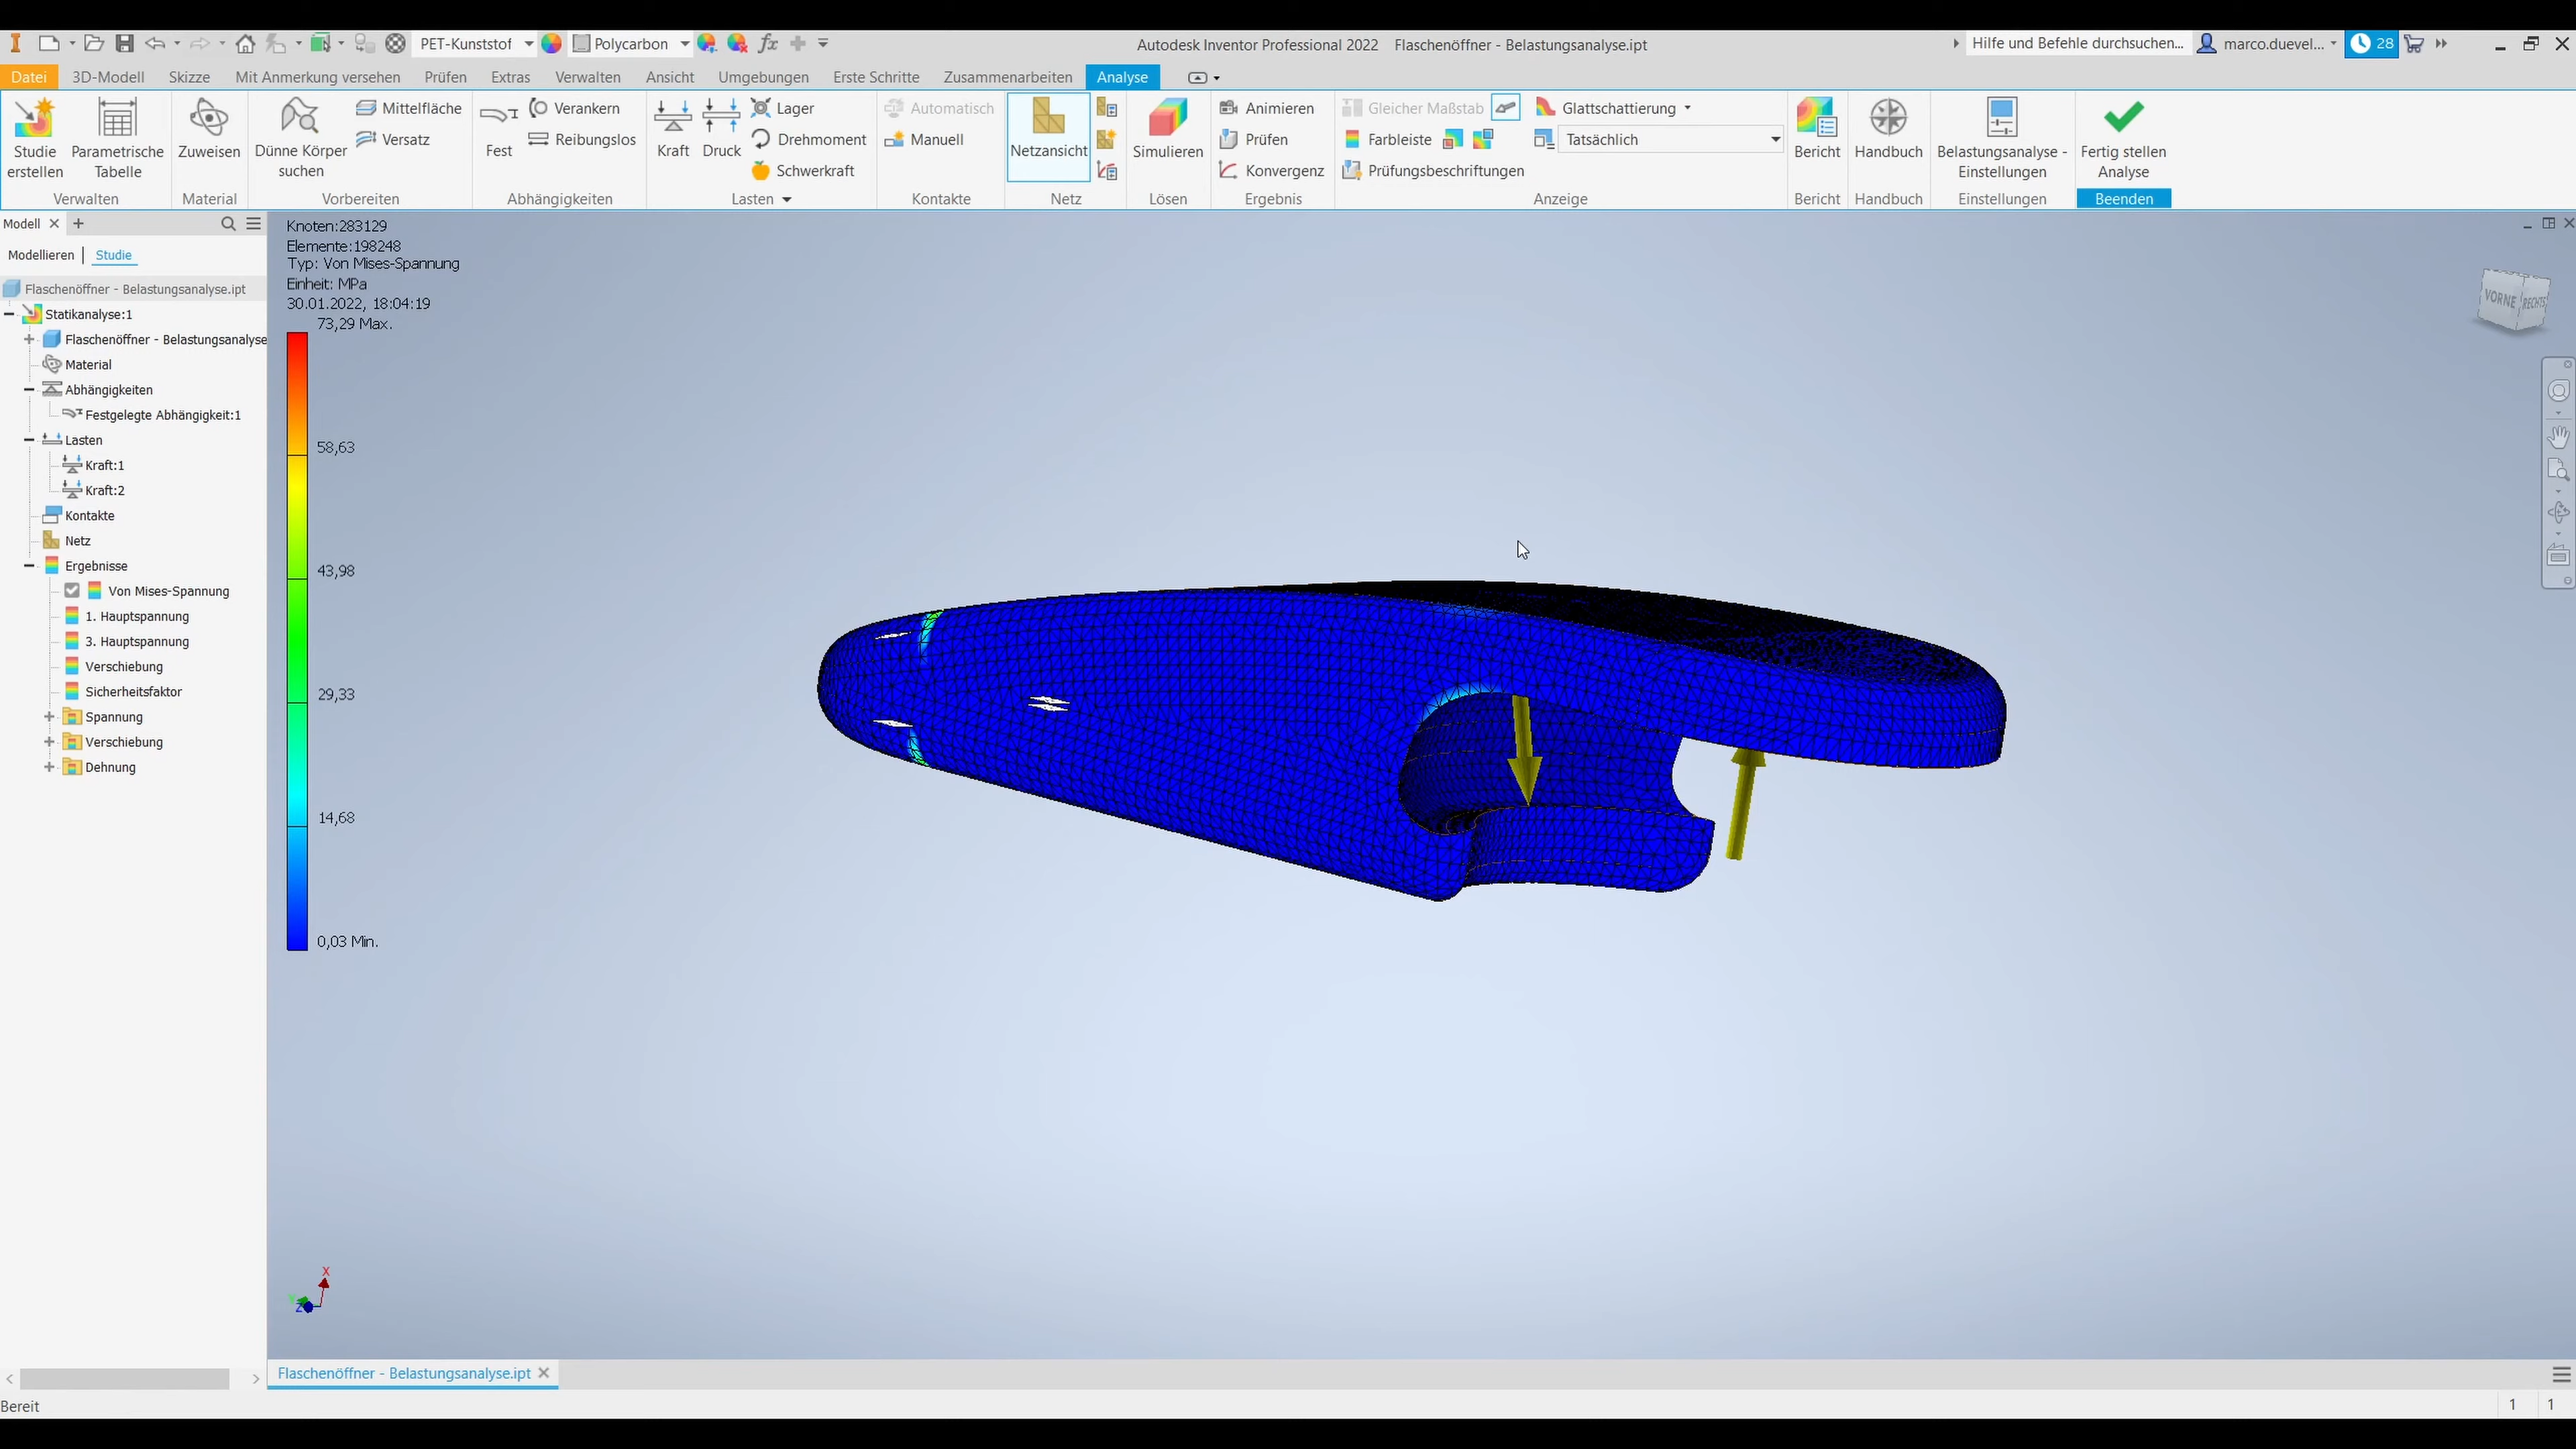 PET-Kunststof
Polycarbon
Autodesk Inventor Professional 2022 Flaschenöffner - Belastungsanalyse.ipt
Hilfe und Befehle durchsuchen...
marco.duevel...
28
Datei 3D-Modell Skizze Mit Anmerkung versehen Prüfen Extras Verwalten Ansicht Umgebungen Erste Schritte Zusammenarbeiten Analyse
Studie erstellen
Parametrische Tabelle
Verwalten
Zuweisen
Material
Dünne Körper suchen
Mittelfläche
Versatz
Vorbereiten
Fest
Verankern
Reibungslos
Abhängigkeiten
Kraft
Druck
Lager
Drehmoment
Schwerkraft
Lasten
Automatisch
Manuell
Kontakte
Netzansicht
Netz
Simulieren
Lösen
Animieren
Prüfen
Konvergenz
Ergebnis
Gleicher Maßstab
Farbleiste
Prüfungsbeschriftungen
Glattschattierung
Tatsächlich
Anzeige
Bericht
Bericht
Handbuch
Handbuch
Belastungsanalyse - Einstellungen
Einstellungen
Fertig stellen Analyse
Beenden
Modell
Modellieren
Studie
Flaschenöffner - Belastungsanalyse.ipt
Statikanalyse:1
Flaschenöffner - Belastungsanalyse
Material
Abhängigkeiten
Festgelegte Abhängigkeit:1
Lasten
Kraft:1
Kraft:2
Kontakte
Netz
Ergebnisse
Von Mises-Spannung
1. Hauptspannung
3. Hauptspannung
Verschiebung
Sicherheitsfaktor
Spannung
Verschiebung
Dehnung
Knoten:283129
Elemente:198248
Typ: Von Mises-Spannung
Einheit: MPa
30.01.2022, 18:04:19
73,29 Max.
58,63
43,98
29,33
14,68
0,03 Min.
VORNE
RECHTS
X
Y
Z
Flaschenöffner - Belastungsanalyse.ipt
Bereit
1 1